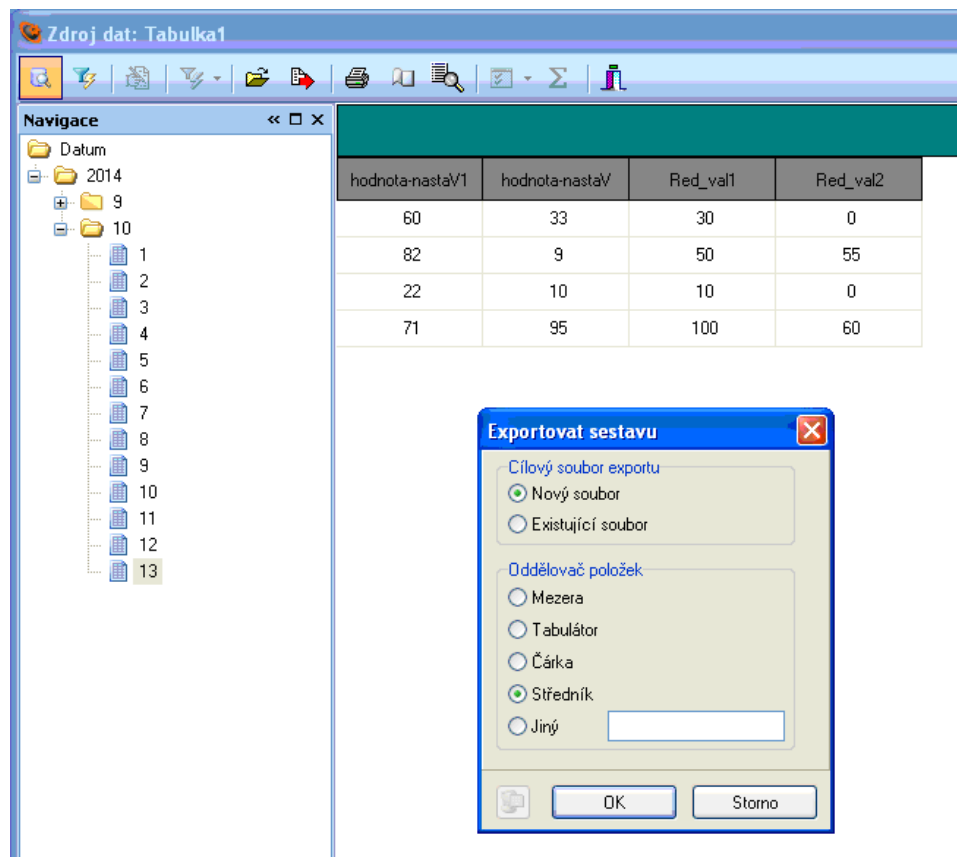 Zdroj dat: Tabulka1
Navigace
Datum
2014
9
10
1
2
3
4
5
6
7
8
9
10
11
12
13
hodnota-nastaV1 hodnota-nastaV Red_val1 Red_val2
60 33 30 0
82 9 50 55
22 10 10 0
71 95 100 60
Exportovat sestavu
Cílový soubor exportu
Nový soubor
Existující soubor
Oddělovač položek
Mezera
Tabulátor
Čárka
Středník
Jiný
OK Storno